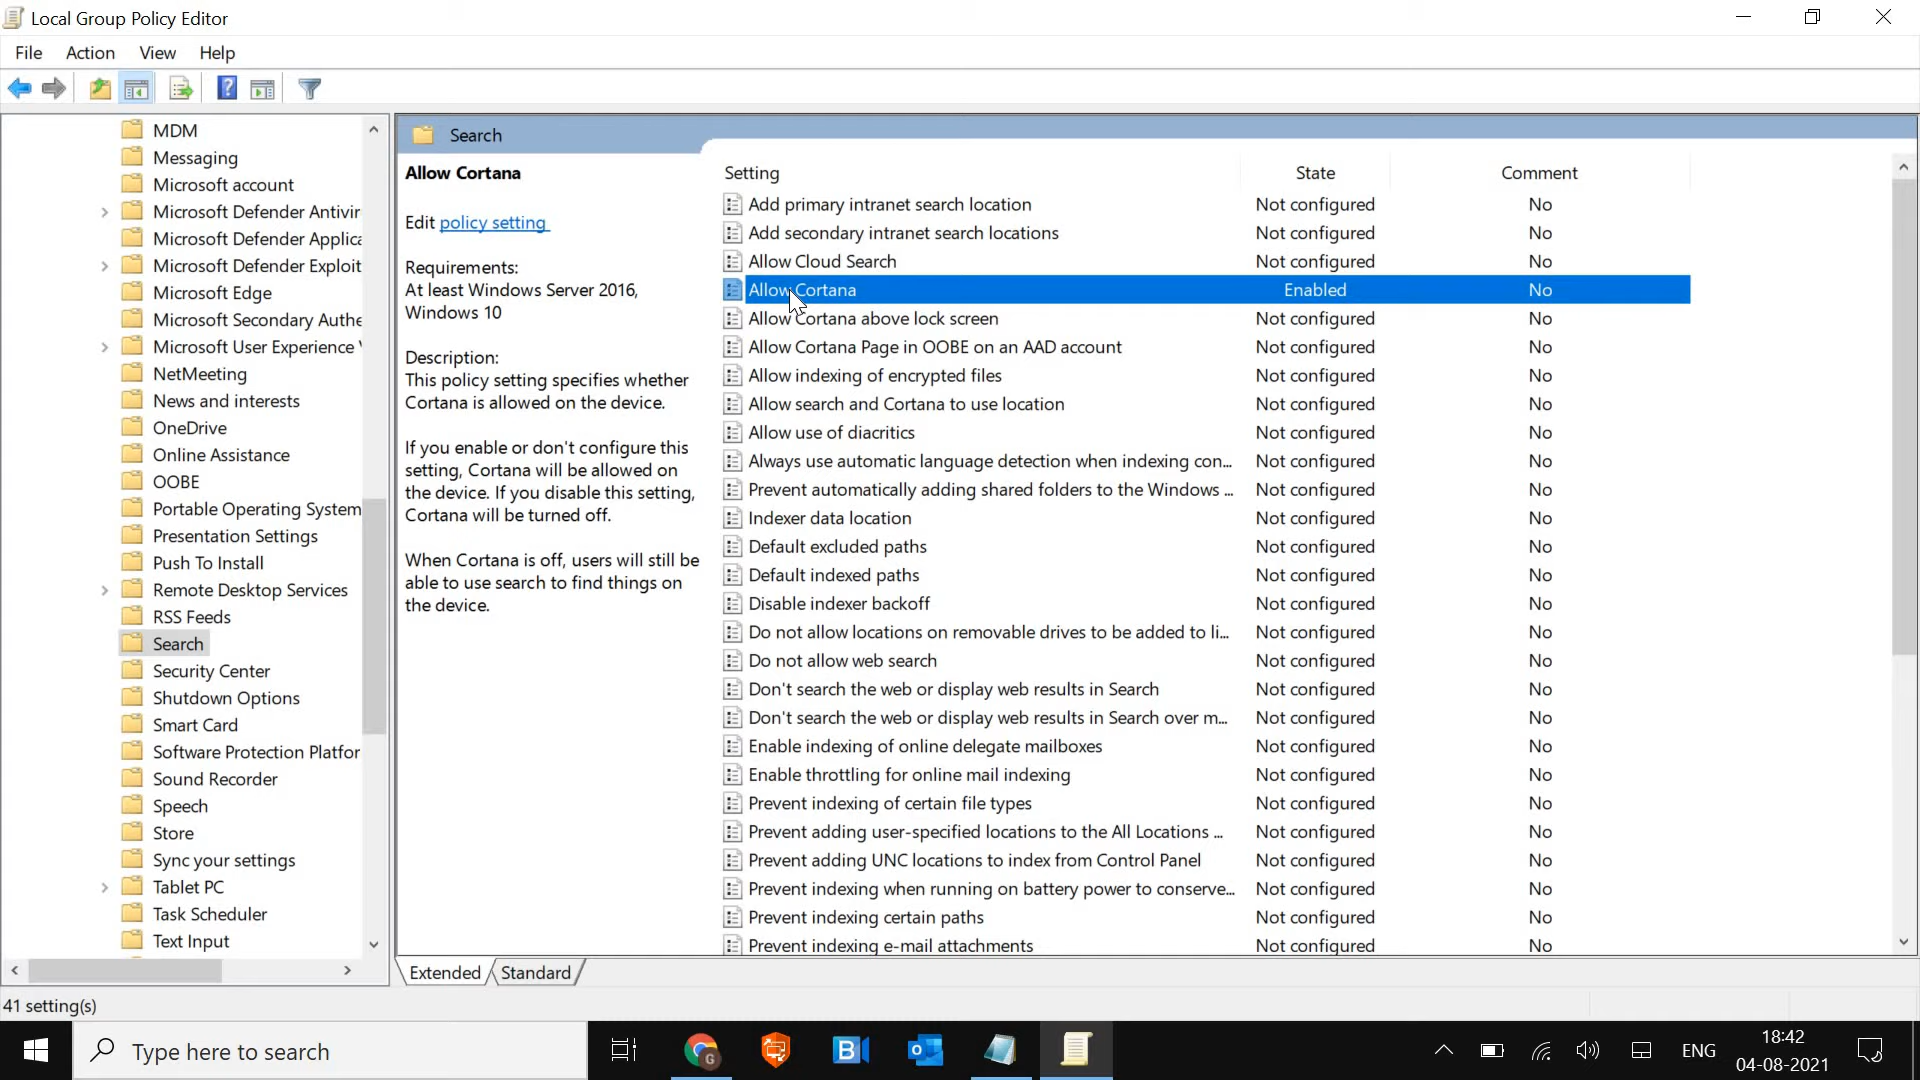 Local Group Policy Editor
File Action View Help
MDM
Messaging
Microsoft account
Microsoft Defender Antivir
Microsoft Defender Applica
Microsoft Defender Exploit
Microsoft Edge
Microsoft Secondary Authe
Microsoft User Experience
NetMeeting
News and interests
OneDrive
Online Assistance
OOBE
Portable Operating System
Presentation Settings
Push To Install
Remote Desktop Services
RSS Feeds
Search
Security Center
Shutdown Options
Smart Card
Software Protection Platfor
Sound Recorder
Speech
Store
Sync your settings
Tablet PC
Task Scheduler
Text Input
Search
Allow Cortana
Edit policy setting
Requirements:
At least Windows Server 2016,
Windows 10
Description:
This policy setting specifies whether
Cortana is allowed on the device.
If you enable or don't configure this
setting, Cortana will be allowed on
the device. If you disable this setting,
Cortana will be turned off.
When Cortana is off, users will still be
able to use search to find things on
the device.
Setting State Comment
Add primary intranet search location Not configured No
Add secondary intranet search locations Not configured No
Allow Cloud Search Not configured No
Allow Cortana Enabled No
Allow Cortana above lock screen Not configured No
Allow Cortana Page in OOBE on an AAD account Not configured No
Allow indexing of encrypted files Not configured No
Allow search and Cortana to use location Not configured No
Allow use of diacritics Not configured No
Always use automatic language detection when indexing con... Not configured No
Prevent automatically adding shared folders to the Windows ... Not configured No
Indexer data location Not configured No
Default excluded paths Not configured No
Default indexed paths Not configured No
Disable indexer backoff Not configured No
Do not allow locations on removable drives to be added to li... Not configured No
Do not allow web search Not configured No
Don't search the web or display web results in Search Not configured No
Don't search the web or display web results in Search over m... Not configured No
Enable indexing of online delegate mailboxes Not configured No
Enable throttling for online mail indexing Not configured No
Prevent indexing of certain file types Not configured No
Prevent adding user-specified locations to the All Locations ... Not configured No
Prevent adding UNC locations to index from Control Panel Not configured No
Prevent indexing when running on battery power to conserve... Not configured No
Prevent indexing certain paths Not configured No
Prevent indexing e-mail attachments Not configured No
Extended Standard
41 setting(s)
Type here to search
ENG
18:42
04-08-2021